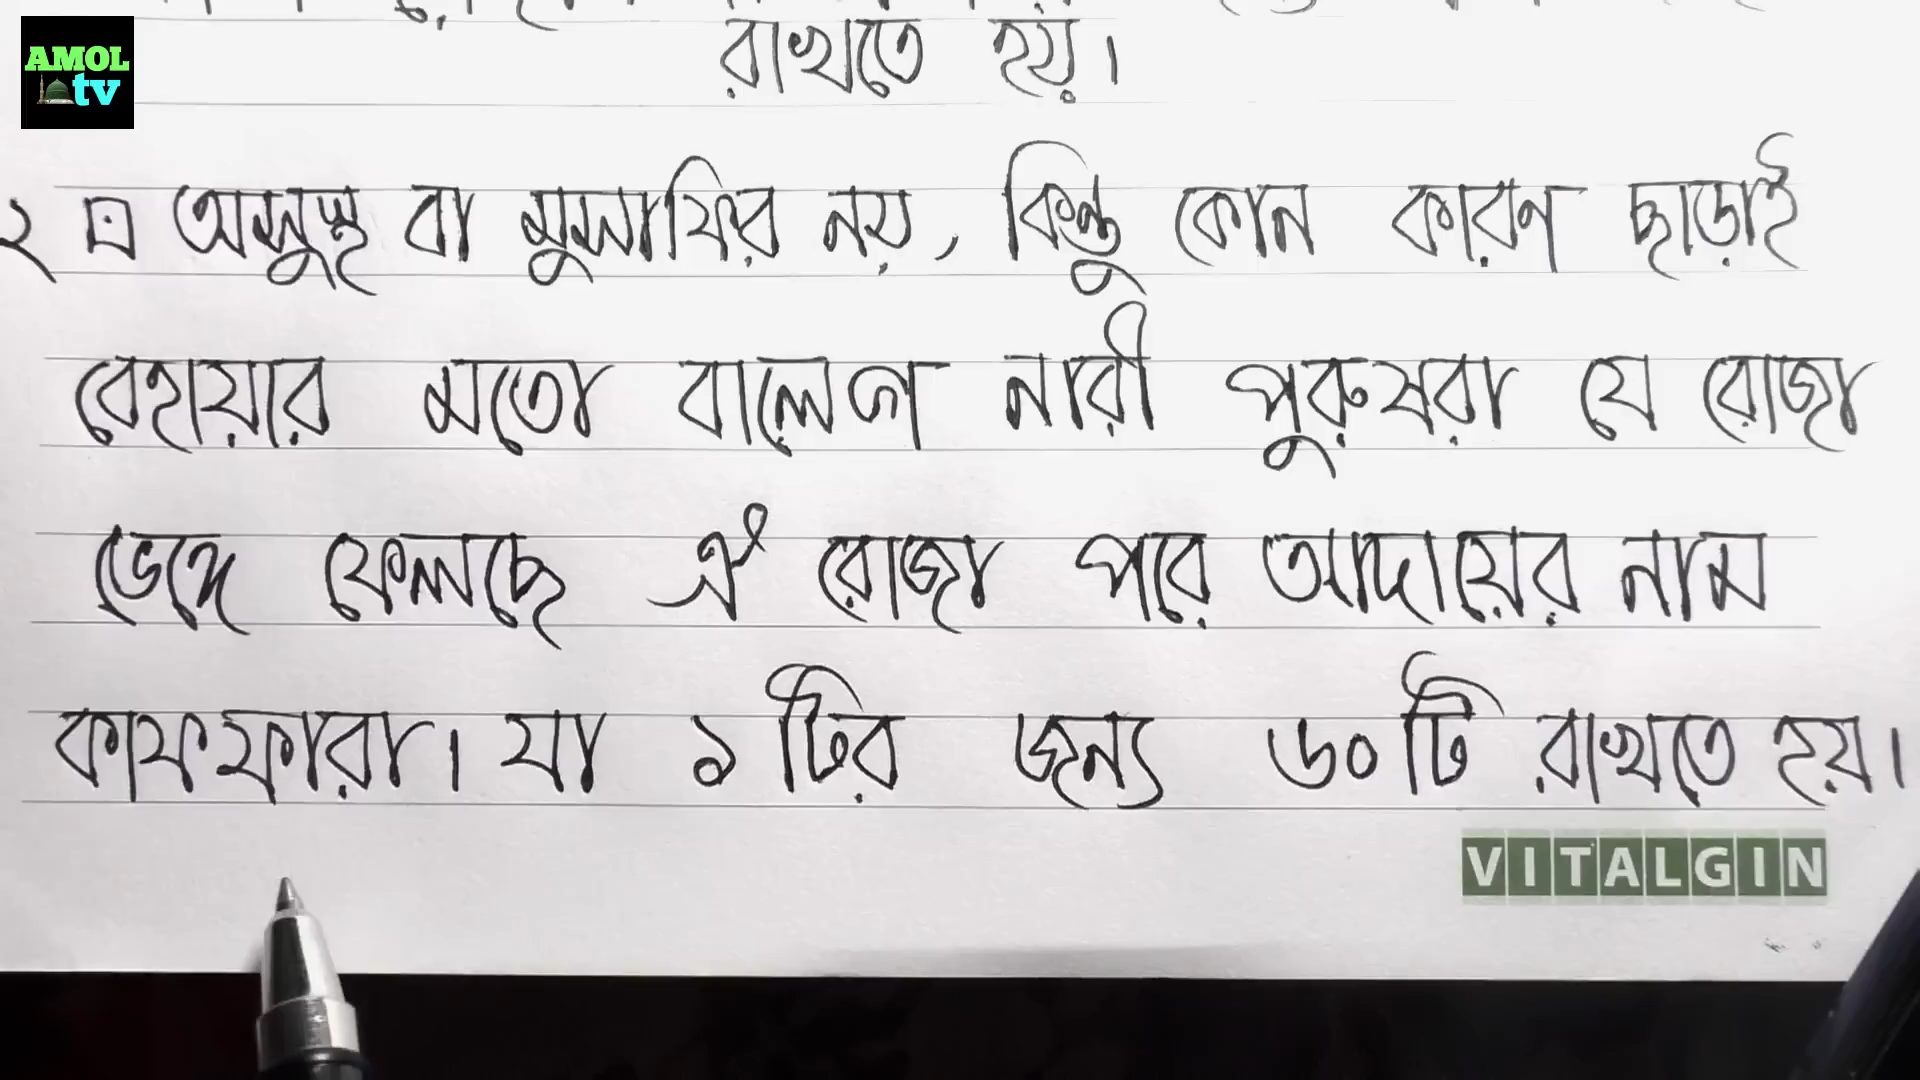 AMOL
tv
রাখতে হয়।
২ অসুস্থ বা মুসাফির নয়, কিন্তু কোন কারণ ছাড়াই
বেহায়ার মতো বালেগ নারী পুরুষরা যে রোজা
ভেঙ্গে ফেলছে ঐ রোজা পরে আদায়ের নাম
কাফফারা। যা ১টির জন্য ৬০টি রাখতে হয়।
VITALGIN